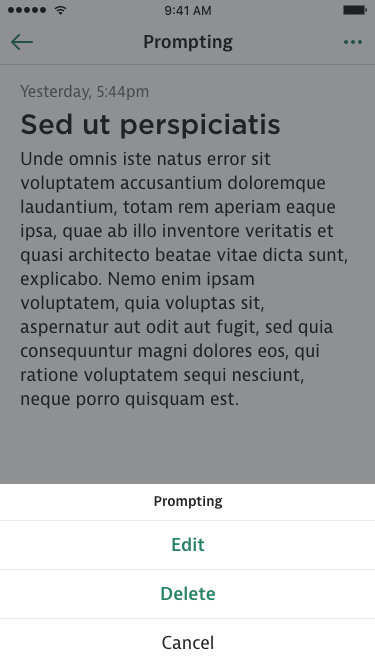 9:41 AM
Prompting
Yesterday, 5:44pm
Sed ut perspiciatis
Unde omnis iste natus error sit
voluptatem accusantium doloremque
laudantium, totam rem aperiam eaque
ipsa, quae ab illo inventore veritatis et
quasi architecto beatae vitae dicta sunt,
explicabo. Nemo enim ipsam
voluptatem, quia voluptas sit,
aspernatur aut odit aut fugit, sed quia
consequuntur magni dolores eos, qui
ratione voluptatem sequi nesciunt,
neque porro quisquam est.
Prompting
Edit
Delete
Cancel